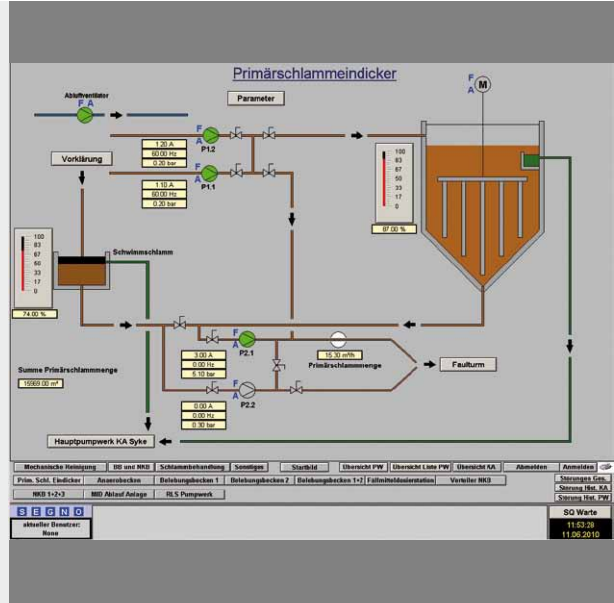 Primärschlammeindicker
Abluftventilator
F A
Parameter
F
A
M
1.20 A
60.00 Hz
0.20 bar
F
A
P1.2
Vorklärung
1.10 A
60.00 Hz
0.20 bar
F
A
P1.1
100
83
67
50
33
17
0
87.00 %
100
83
67
50
33
17
0
74.00 %
Schwimmschlamm
3.00 A
0.00 Hz
5.10 bar
F
A
P2.1
15.30 m³/h
Primärschlammmenge
Faulturm
Summe Primärschlammmenge
15969.00 m³
0.00 A
0.00 Hz
0.30 bar
F
A
P2.2
Hauptpumpwerk KA Syke
Mechanische Reinigung BB und NKB Schlammbehandlung Sonstiges Startbild Übersicht PW Übersicht Liste PW Übersicht KA Abmelden Anmelden
Prim. Schl. Eindicker Anaerobecken Belebungsbecken 1 Belebungsbecken 2 Belebungsbecken 1+2 Fällmitteldosierstation Verteiler NKB Störungen Ges.
Störung Hist. KA
NKB 1+2+3 MID Ablauf Anlage RLS Pumpwerk Störung Hist. PW
SEGNO
aktueller Benutzer:
None
SQ Warte
11:53:28
11.06.2010